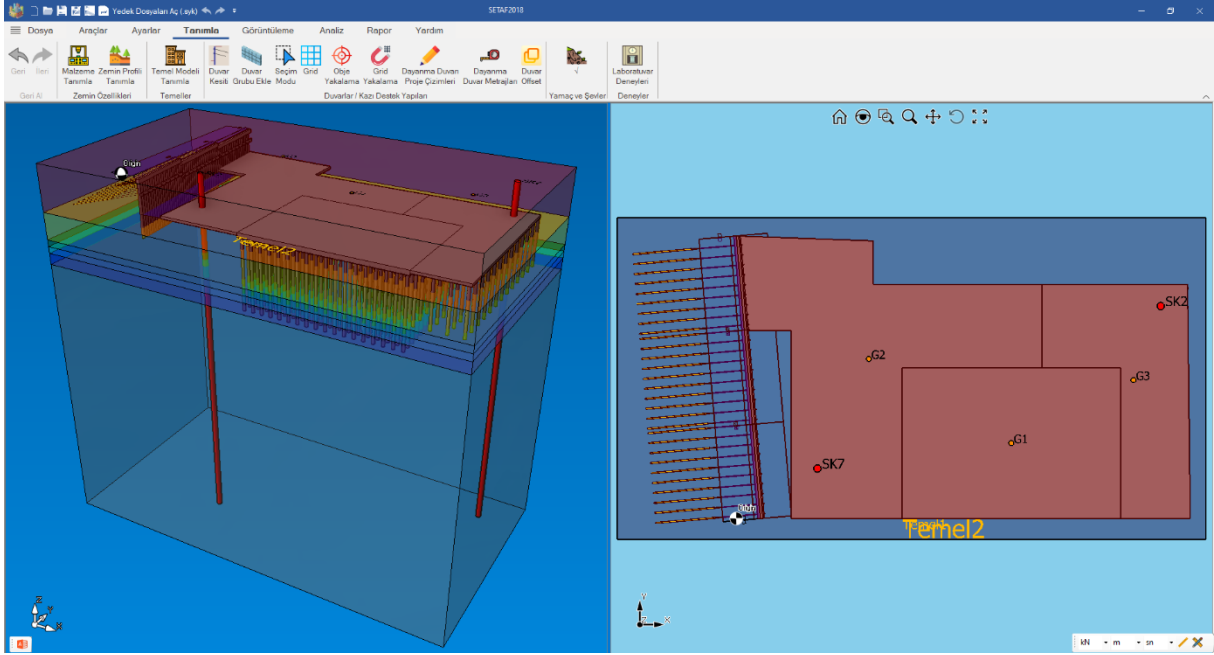 Yedek Dosyaları Aç (.syk)
SETAF2018
Dosya Araçlar Ayarlar Tanımla Görüntüleme Analiz Rapor Yardım
Geri İleri Malzeme Tanımla Zemin Profili Tanımla Temel Modeli Tanımla Duvar Kesiti Duvar Grubu Ekle Seçim Modu Grid Obje Yakalama Grid Yakalama Dayanma Duvarı Proje Çizimleri Dayanma Duvar Metrajları Duvar Offset √ Laboratuvar Deneyleri
Geri Al Zemin Özellikleri Temeller Duvarlar / Kazı Destek Yapıları Yamaç ve Şevler Deneyler
Origin
Temel2
Z
Y
X
SK2
G2
G3
G1
SK7
Origin
Temel2
Y
Z X
kN m sn